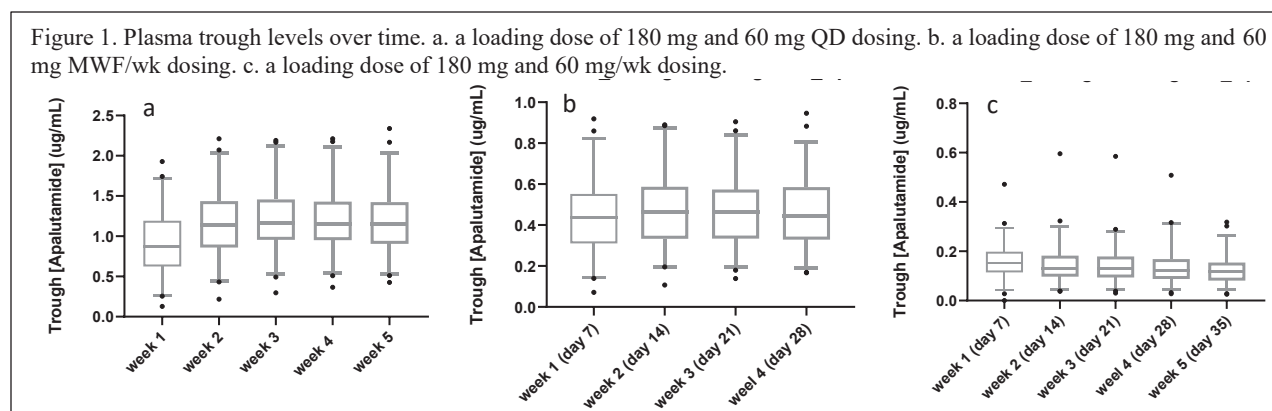 Figure 1. Plasma trough levels over time. a. a loading dose of 180 mg and 60 mg QD dosing. b. a loading dose of 180 mg and 60
mg MWF/wk dosing. c. a loading dose of 180 mg and 60 mg/wk dosing.
a
Trough [Apalutamide] (ug/mL)
2.5
2.0
1.5
1.0
0.5
0.0
week 1
week 2
week 3
week 4
week 5
b
Trough [Apalutamide] (ug/mL)
1.0
0.8
0.6
0.4
0.2
0.0
week 1 (day 7)
week 2 (day 14)
week 3 (day 21)
weel 4 (day 28)
c
Trough [Apalutamide] (ug/mL)
0.8
0.6
0.4
0.2
0.0
week 1 (day 7)
week 2 (day 14)
week 3 (day 21)
weel 4 (day 28)
week 5 (day 35)